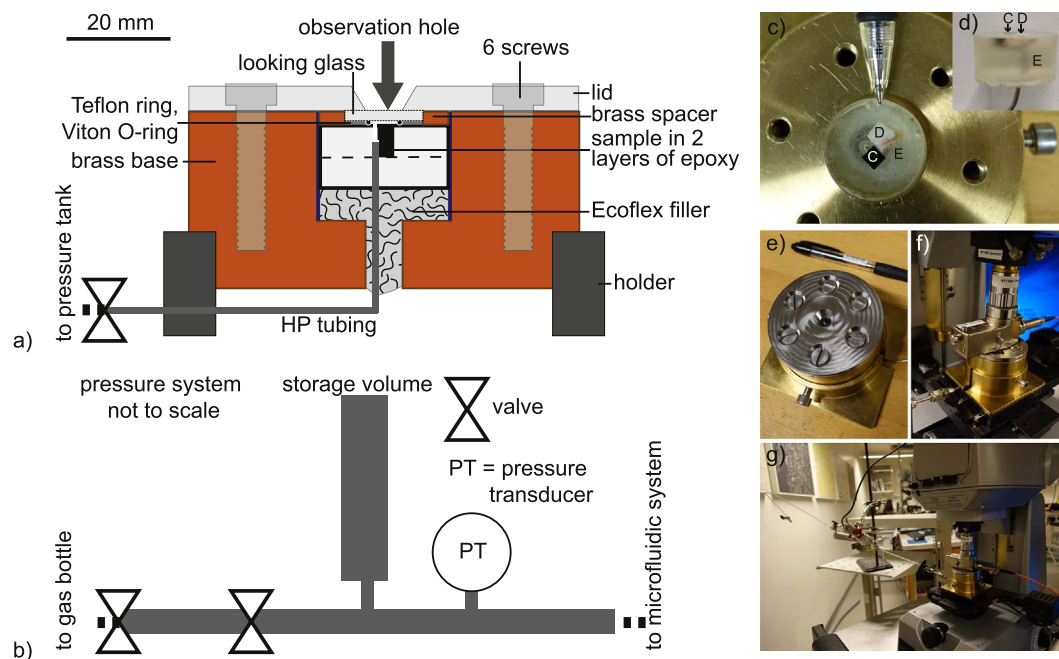 20 mm
a)
observation hole
looking glass
6 screws
lid
Teflon ring,
Viton O-ring
brass spacer
brass base
sample in 2
layers of epoxy
Ecoflex filler
to pressure tank
holder
HP tubing
b)
pressure system
not to scale
storage volume
valve
PT = pressure
transducer
PT
to gas bottle
to microfluidic system
c)
D
C
E
d)
C D
E
e)
f)
g)